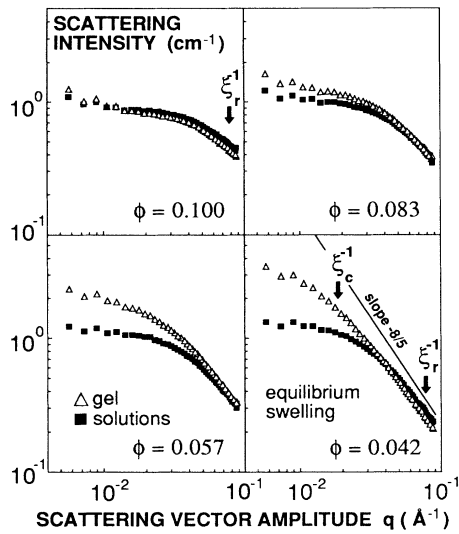 SCATTERING
INTENSITY (cm⁻¹)
ξᵣ⁻¹
10⁰
10⁻¹
ϕ = 0.100
ϕ = 0.083
ξ꜀⁻¹
slope -8/5
ξᵣ⁻¹
10⁰
△ gel
■ solutions
equilibrium
swelling
ϕ = 0.057
ϕ = 0.042
10⁻¹
10⁻² 10⁻¹ 10⁻² 10⁻¹
SCATTERING VECTOR AMPLITUDE q (Å⁻¹)